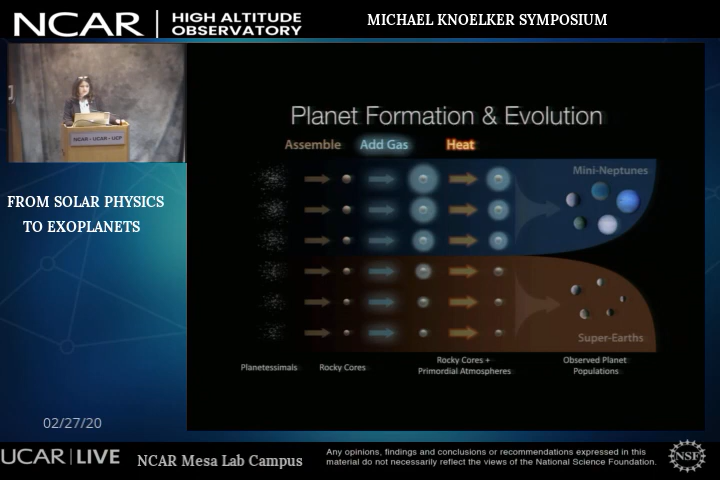 NCAR
HIGH ALTITUDE
OBSERVATORY
MICHAEL KNOELKER SYMPOSIUM
NCAR • UCAR • UCP
FROM SOLAR PHYSICS
TO EXOPLANETS
Planet Formation & Evolution
Assemble Add Gas Heat
Mini-Neptunes
Super-Earths
Planetessimals
Rocky Cores
Rocky Cores +
Primordial Atmospheres
Observed Planet
Populations
02/27/20
UCAR | LIVE
NCAR Mesa Lab Campus
Any opinions, findings and conclusions or recommendations expressed in this
material do not necessarily reflect the views of the National Science Foundation.
NSF